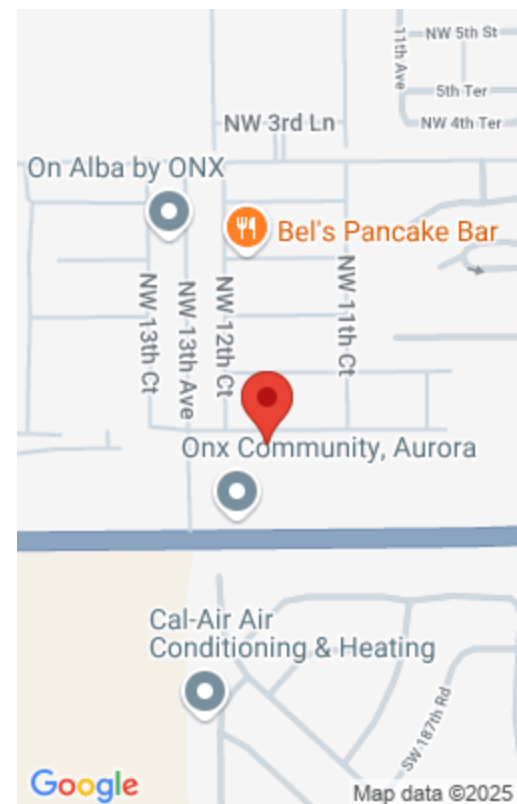 11th Ave
NW 5th St
5th Ter
NW 4th Ter
NW 3rd Ln
On Alba by ONX
Bel's Pancake Bar
NW 13th Ct
NW 13th Ave
NW 12th Ct
NW 11th Ct
Onx Community, Aurora
Cal-Air Air
Conditioning & Heating
SW 187th Rd
Google
Map data ©2025